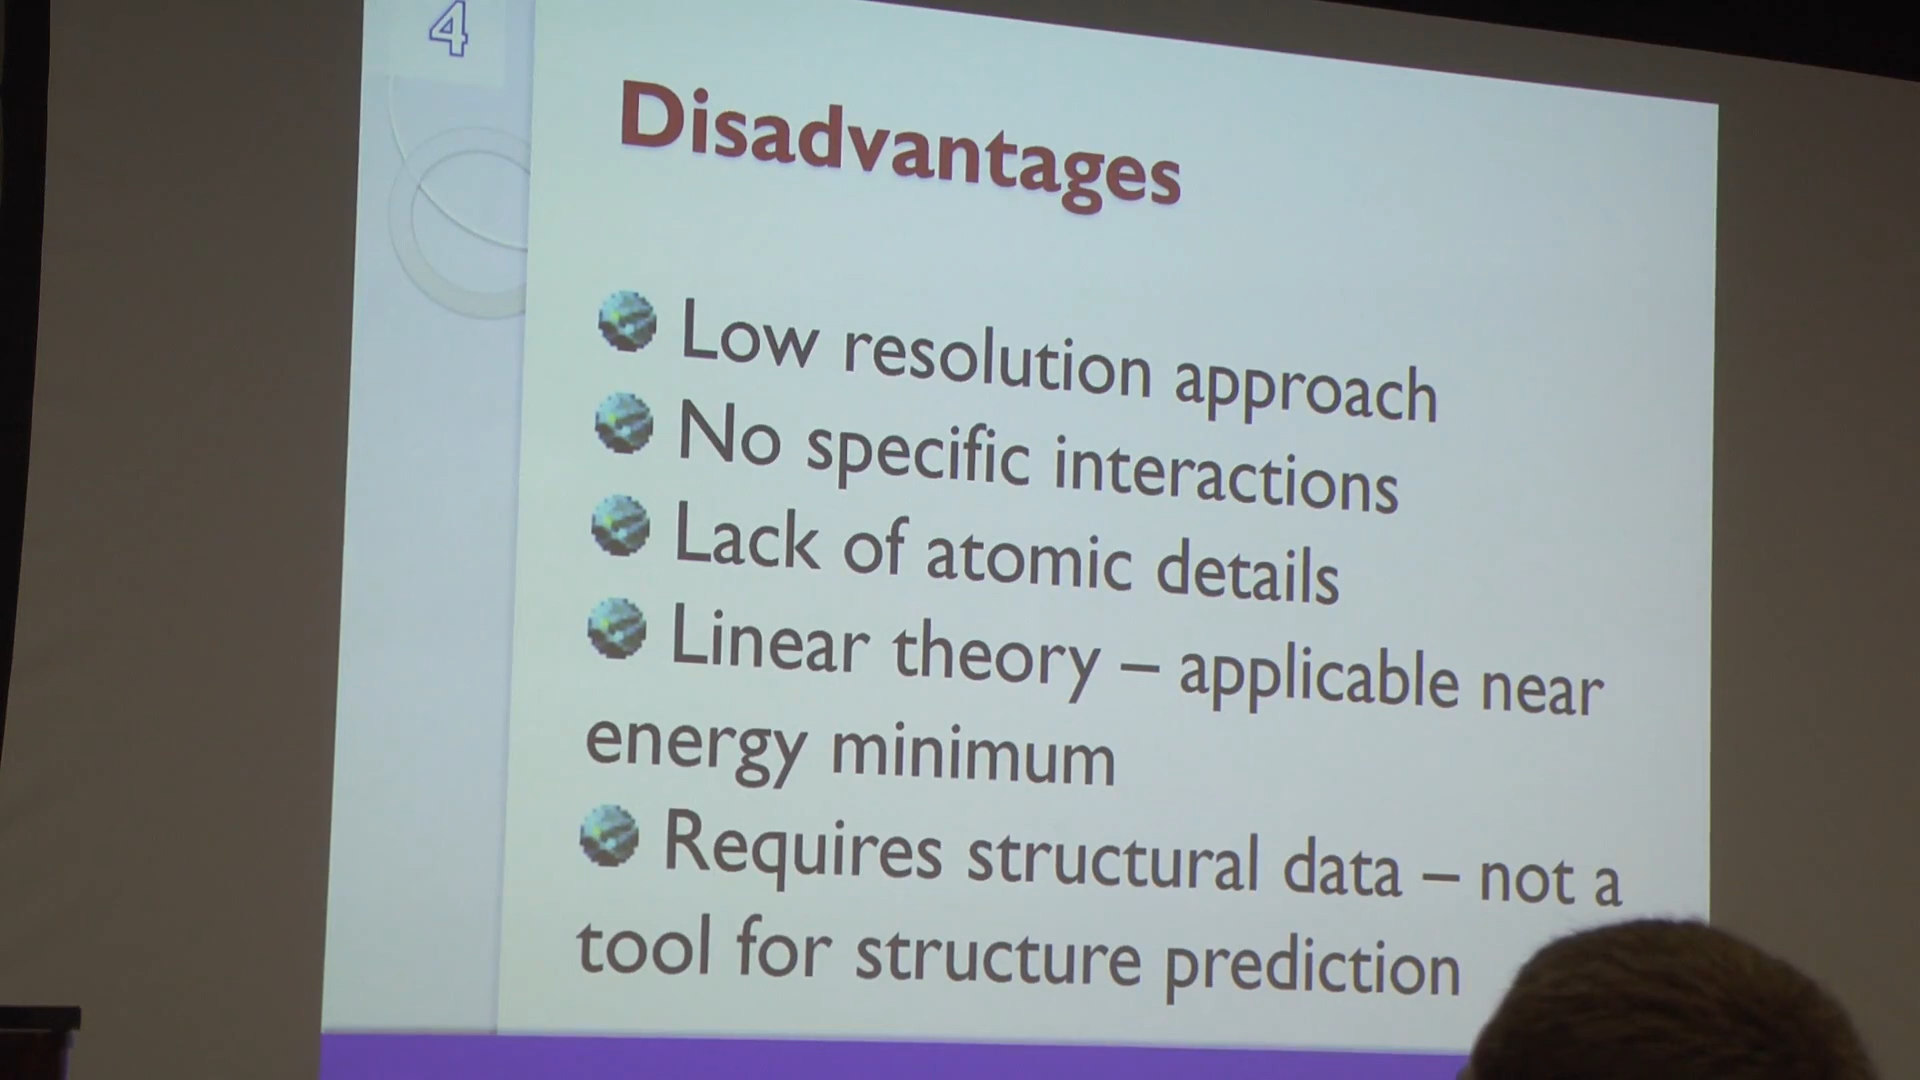 4
Disadvantages
Low resolution approach
No specific interactions
Lack of atomic details
Linear theory – applicable near
energy minimum
Requires structural data – not a
tool for structure prediction